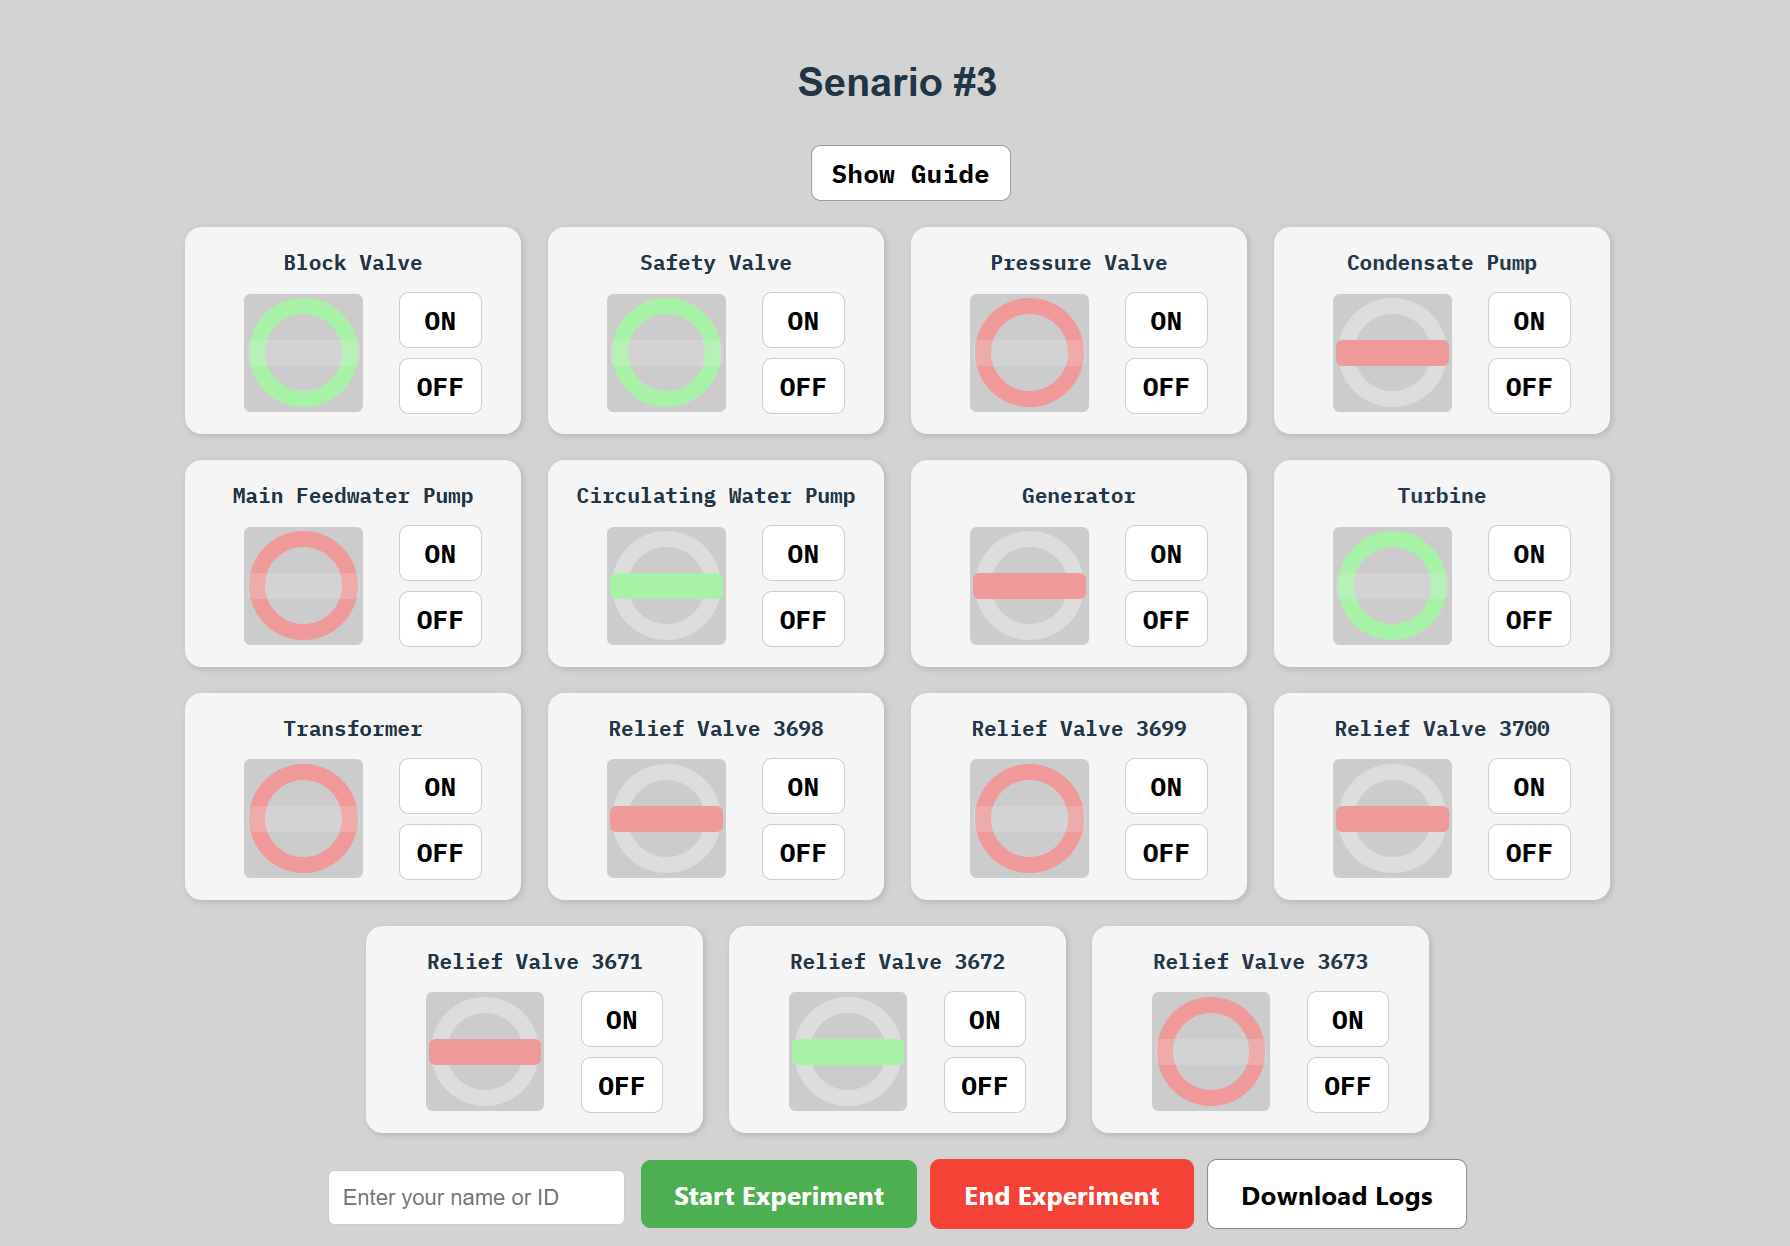 Senario #3
Show Guide
Block Valve
ON
OFF
Safety Valve
ON
OFF
Pressure Valve
ON
OFF
Condensate Pump
ON
OFF
Main Feedwater Pump
ON
OFF
Circulating Water Pump
ON
OFF
Generator
ON
OFF
Turbine
ON
OFF
Transformer
ON
OFF
Relief Valve 3698
ON
OFF
Relief Valve 3699
ON
OFF
Relief Valve 3700
ON
OFF
Relief Valve 3671
ON
OFF
Relief Valve 3672
ON
OFF
Relief Valve 3673
ON
OFF
Enter your name or ID
Start Experiment
End Experiment
Download Logs